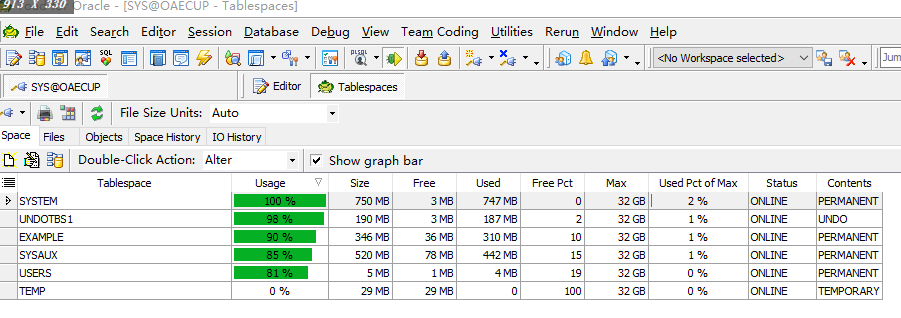 913 X 330
Oracle - [SYS@OAECUP - Tablespaces]
File Edit Search Editor Session Database Debug View Team Coding Utilities Rerun Window Help
SQL PLSQL <No Workspace selected> Jum
SYS@OAECUP Editor Tablespaces
File Size Units: Auto
Space Files Objects Space History IO History
Double-Click Action: Alter Show graph bar
Tablespace Usage Size Free Used Free Pct Max Used Pct of Max Status Contents
SYSTEM 100 % 750 MB 3 MB 747 MB 0 32 GB 2 % ONLINE PERMANENT
UNDOTBS1 98 % 190 MB 3 MB 187 MB 2 32 GB 1 % ONLINE UNDO
EXAMPLE 90 % 346 MB 36 MB 310 MB 10 32 GB 1 % ONLINE PERMANENT
SYSAUX 85 % 520 MB 78 MB 442 MB 15 32 GB 1 % ONLINE PERMANENT
USERS 81 % 5 MB 1 MB 4 MB 19 32 GB 0 % ONLINE PERMANENT
TEMP 0 % 29 MB 29 MB 0 100 32 GB 0 % ONLINE TEMPORARY